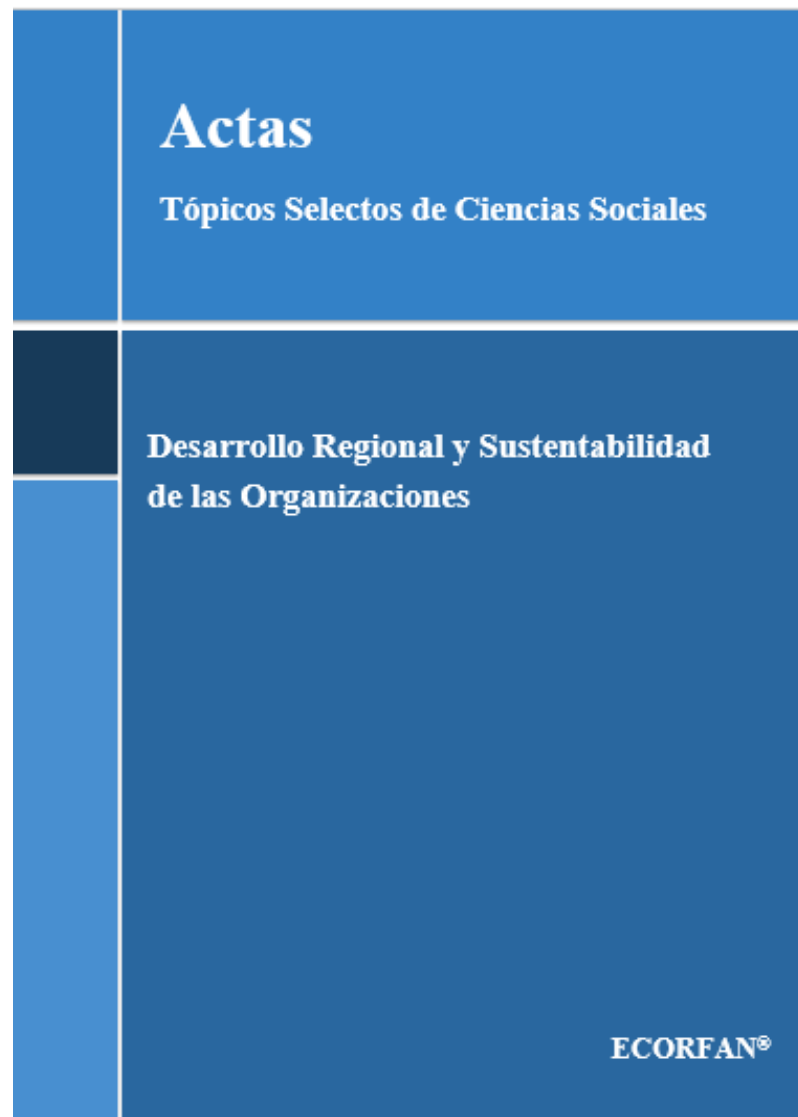 Actas
Tópicos Selectos de Ciencias Sociales
Desarrollo Regional y Sustentabilidad
de las Organizaciones
ECORFAN®